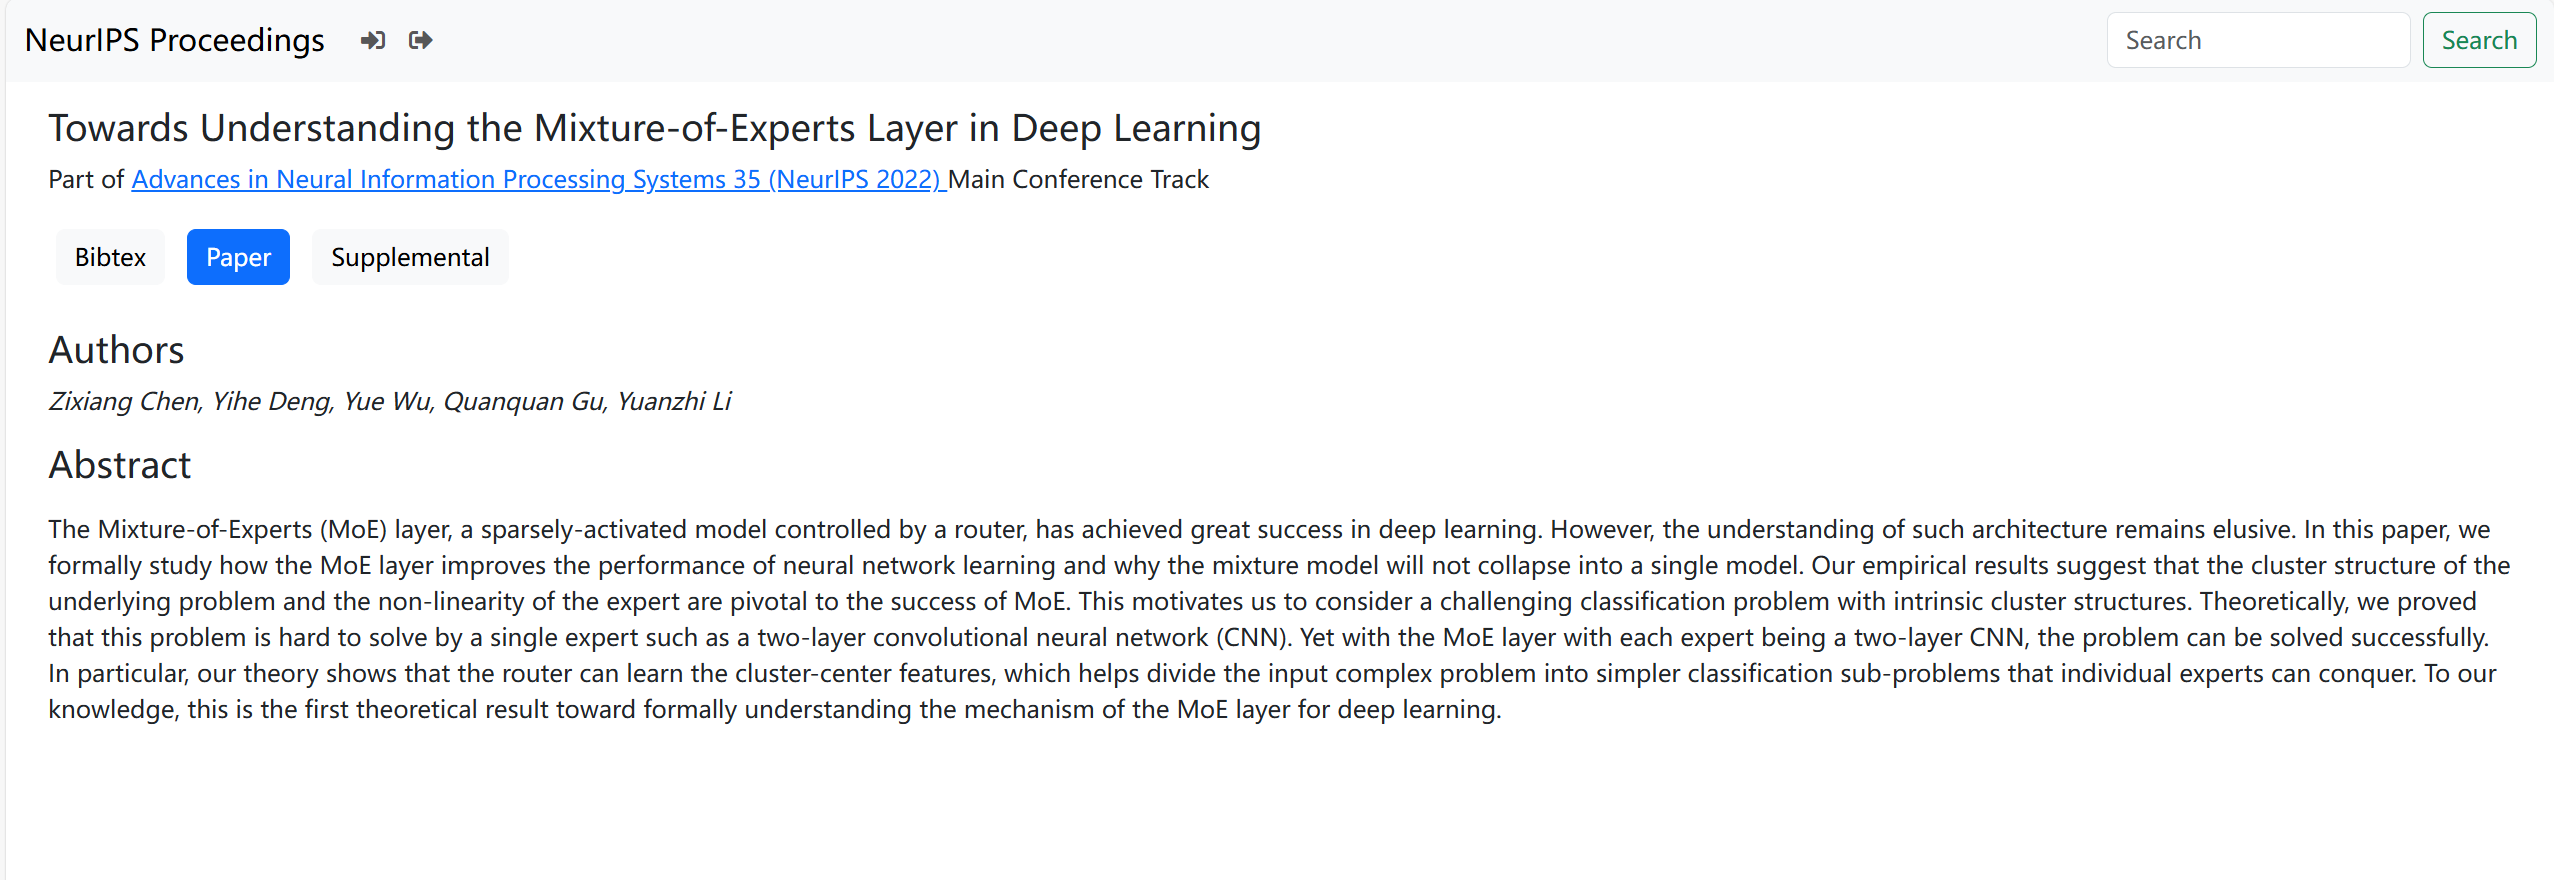 NeurIPS Proceedings
Search Search
Towards Understanding the Mixture-of-Experts Layer in Deep Learning
Part of Advances in Neural Information Processing Systems 35 (NeurIPS 2022) Main Conference Track
Bibtex Paper Supplemental
Authors
Zixiang Chen, Yihe Deng, Yue Wu, Quanquan Gu, Yuanzhi Li
Abstract
The Mixture-of-Experts (MoE) layer, a sparsely-activated model controlled by a router, has achieved great success in deep learning. However, the understanding of such architecture remains elusive. In this paper, we
formally study how the MoE layer improves the performance of neural network learning and why the mixture model will not collapse into a single model. Our empirical results suggest that the cluster structure of the
underlying problem and the non-linearity of the expert are pivotal to the success of MoE. This motivates us to consider a challenging classification problem with intrinsic cluster structures. Theoretically, we proved
that this problem is hard to solve by a single expert such as a two-layer convolutional neural network (CNN). Yet with the MoE layer with each expert being a two-layer CNN, the problem can be solved successfully.
In particular, our theory shows that the router can learn the cluster-center features, which helps divide the input complex problem into simpler classification sub-problems that individual experts can conquer. To our
knowledge, this is the first theoretical result toward formally understanding the mechanism of the MoE layer for deep learning.